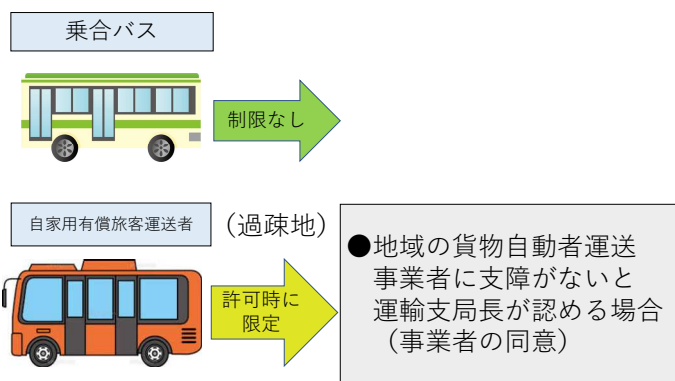 乗合バス
制限なし
自家用有償旅客運送者
（過疎地）
許可時に
限定
●地域の貨物自動者運送
事業者に支障がないと
運輸支局長が認める場合
（事業者の同意）